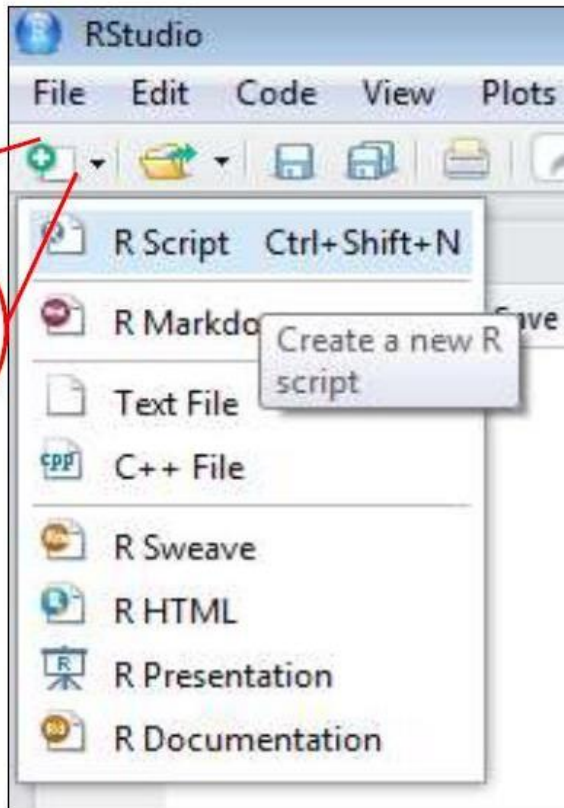 RStudio
File Edit Code View Plots
R Script Ctrl+Shift+N
R Markdo
Create a new R
script
Save
Text File
CPP C++ File
R Sweave
R HTML
R Presentation
R Documentation